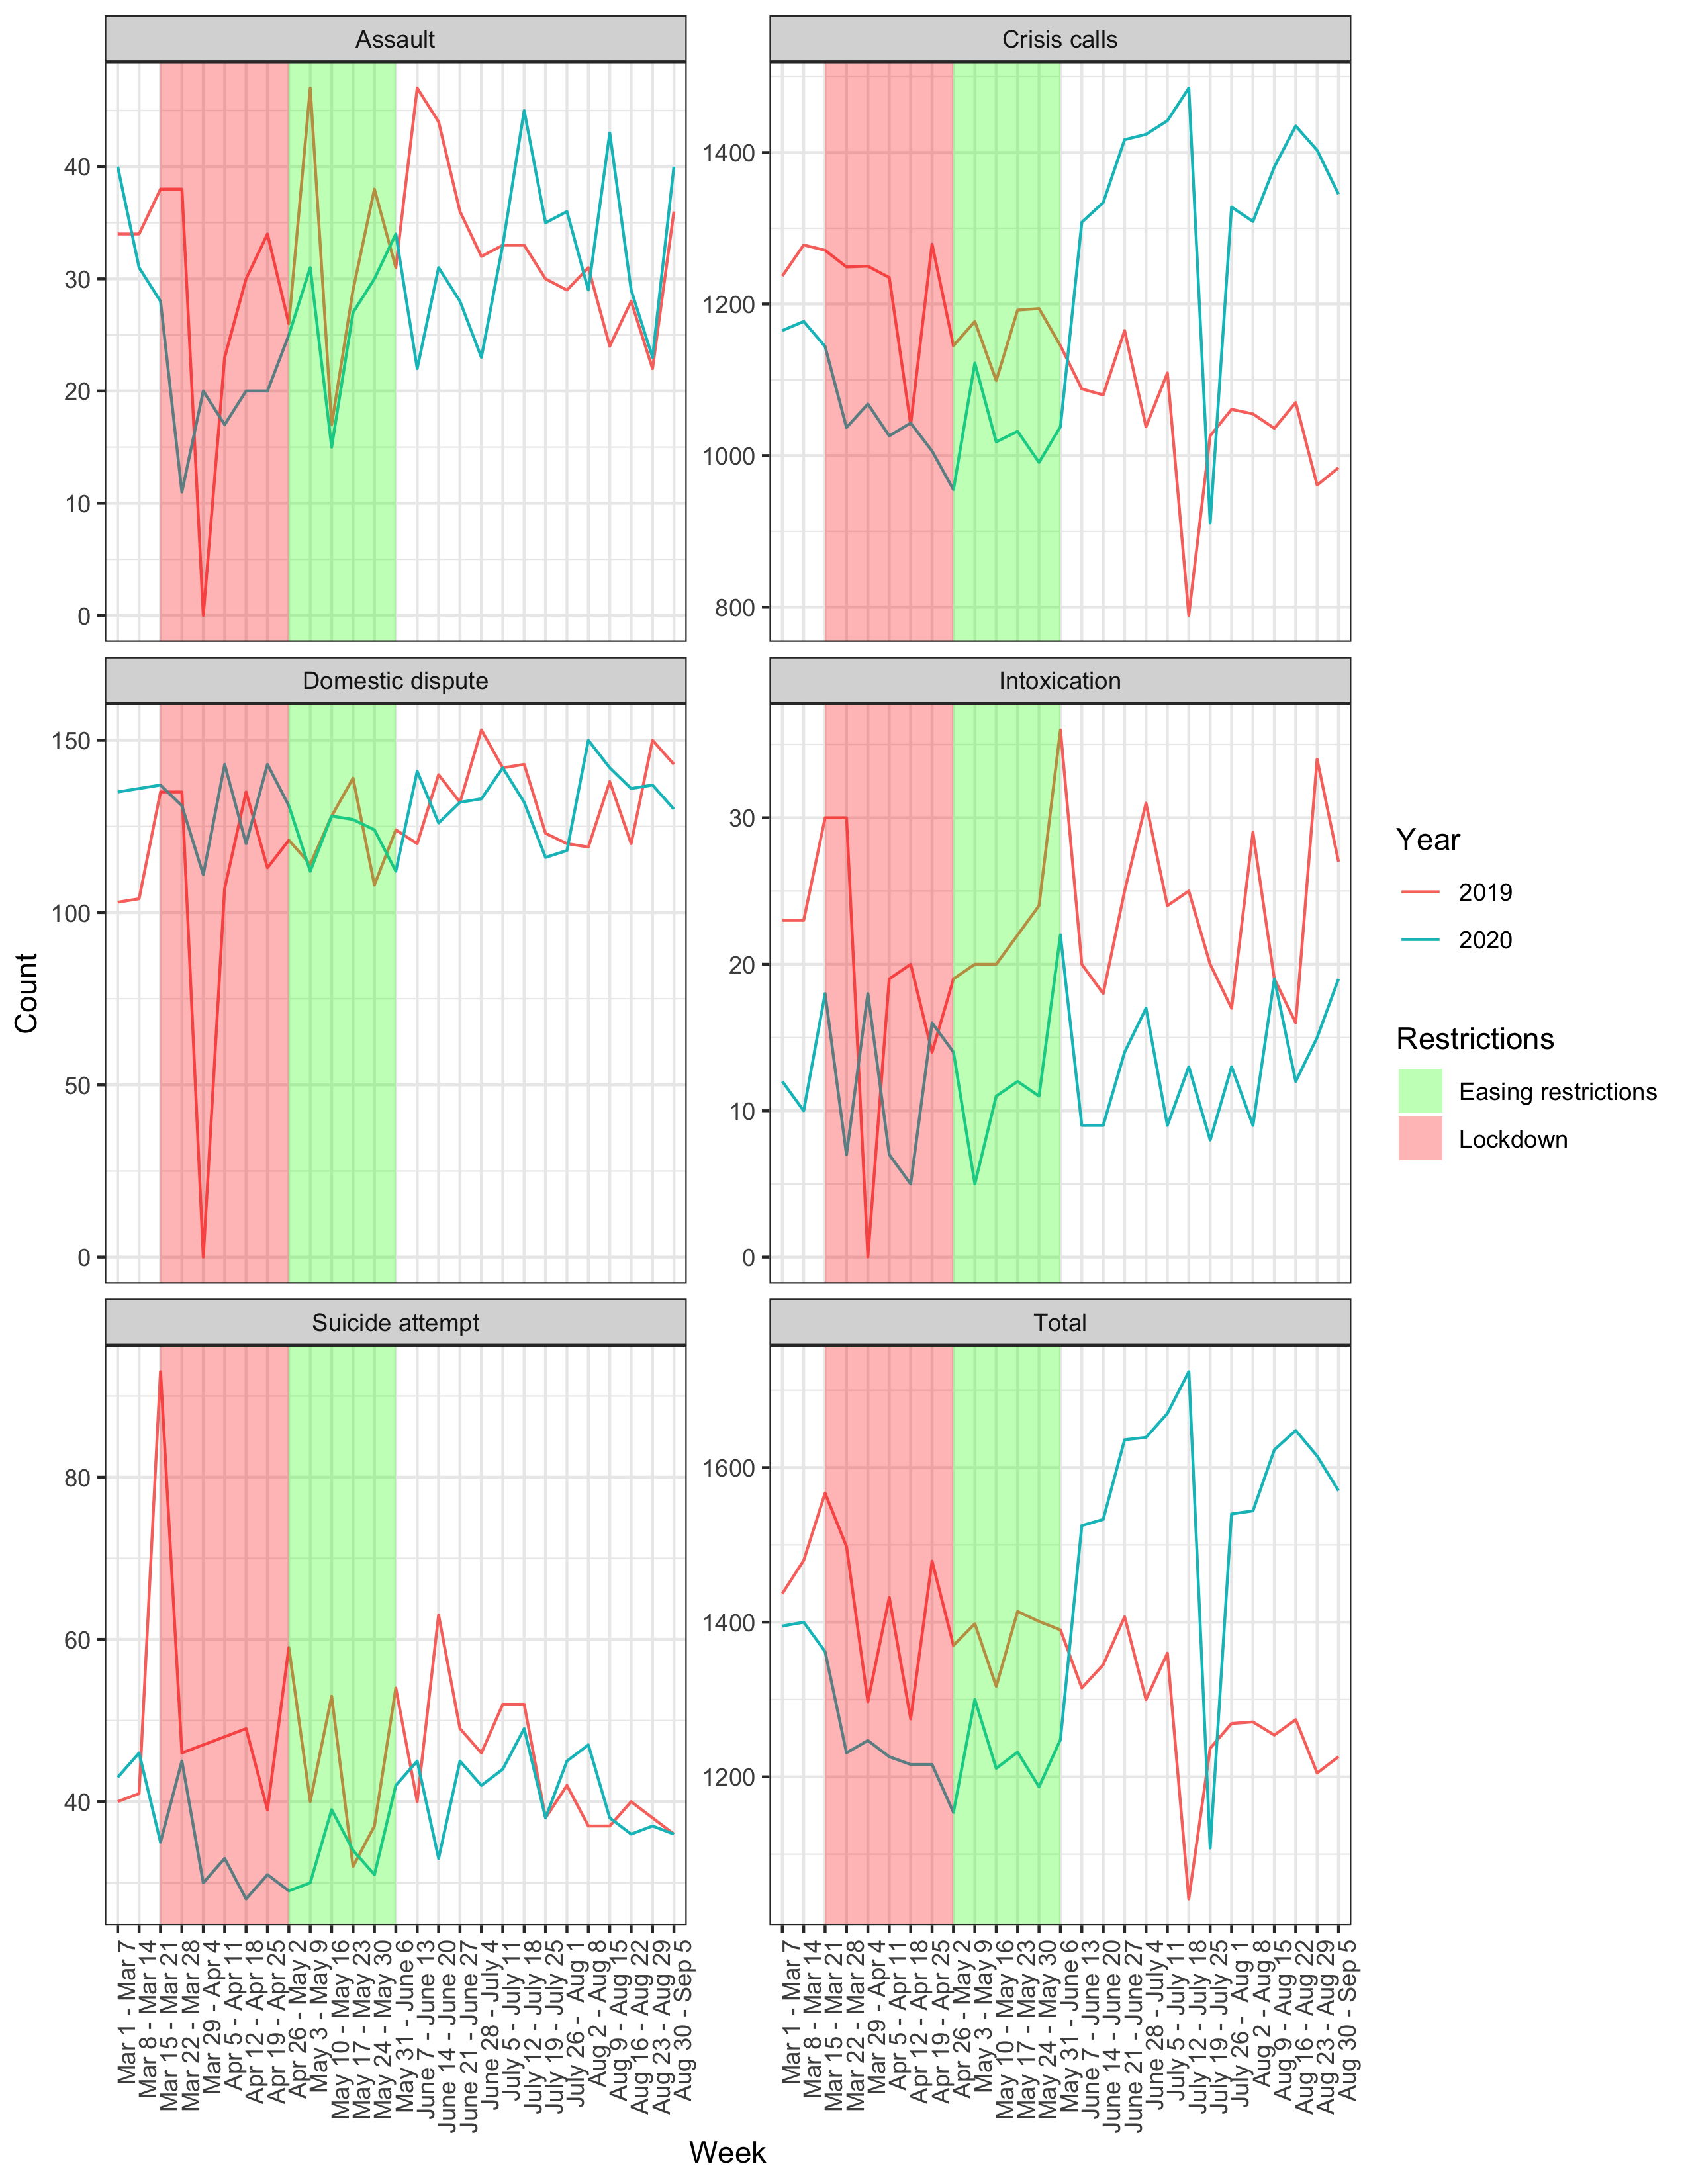 Assault
Crisis calls
40
30
20
10
0
1400
1200
1000
800
Domestic dispute
Intoxication
150
100
50
0
30
20
10
0
Count
Year
2019
2020
Restrictions
Easing restrictions
Lockdown
Suicide attempt
Total
80
60
40
1600
1400
1200
Mar 1 - Mar 7
Mar 8 - Mar 14
Mar 15 - Mar 21
Mar 22 - Mar 28
Mar 29 - Apr 4
Apr 5 - Apr 11
Apr 12 - Apr 18
Apr 19 - Apr 25
Apr 26 - May 2
May 3 - May 9
May 10 - May 16
May 17 - May 23
May 24 - May 30
May 31 - June 6
June 7 - June 13
June 14 - June 20
June 21 - June 27
June 28 - July 4
July 5 - July 11
July 12 - July 18
July 19 - July 25
July 26 - Aug 1
Aug 2 - Aug 8
Aug 9 - Aug 15
Aug 16 - Aug 22
Aug 23 - Aug 29
Aug 30 - Sep 5
Mar 1 - Mar 7
Mar 8 - Mar 14
Mar 15 - Mar 21
Mar 22 - Mar 28
Mar 29 - Apr 4
Apr 5 - Apr 11
Apr 12 - Apr 18
Apr 19 - Apr 25
Apr 26 - May 2
May 3 - May 9
May 10 - May 16
May 17 - May 23
May 24 - May 30
May 31 - June 6
June 7 - June 13
June 14 - June 20
June 21 - June 27
June 28 - July 4
July 5 - July 11
July 12 - July 18
July 19 - July 25
July 26 - Aug 1
Aug 2 - Aug 8
Aug 9 - Aug 15
Aug 16 - Aug 22
Aug 23 - Aug 29
Aug 30 - Sep 5
Week